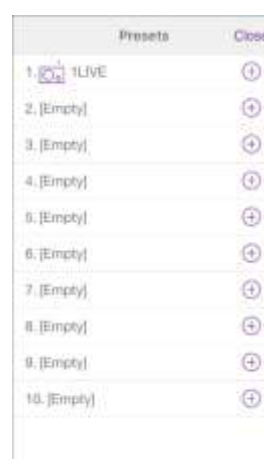 Presets Close
1. 1LIVE
2. [Empty]
3. [Empty]
4. [Empty]
5. [Empty]
6. [Empty]
7. [Empty]
8. [Empty]
9. [Empty]
10. [Empty]